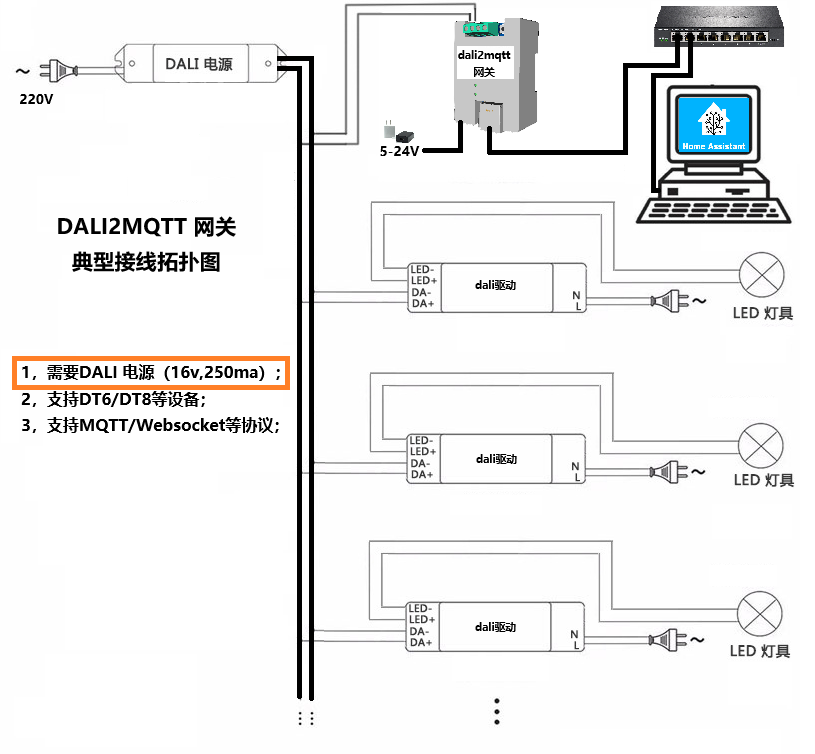 DALI 电源
～
220V
dali2mqtt
网关
5-24V
Home Assistant
DALI2MQTT 网关
典型接线拓扑图
1，需要DALI 电源（16v,250ma）;
2，支持DT6/DT8等设备;
3，支持MQTT/Websocket等协议;
LED-
LED+
DA-
DA+
dali驱动
N
L
～
LED 灯具
LED-
LED+
DA-
DA+
dali驱动
N
L
～
LED 灯具
LED-
LED+
DA-
DA+
dali驱动
N
L
～
LED 灯具